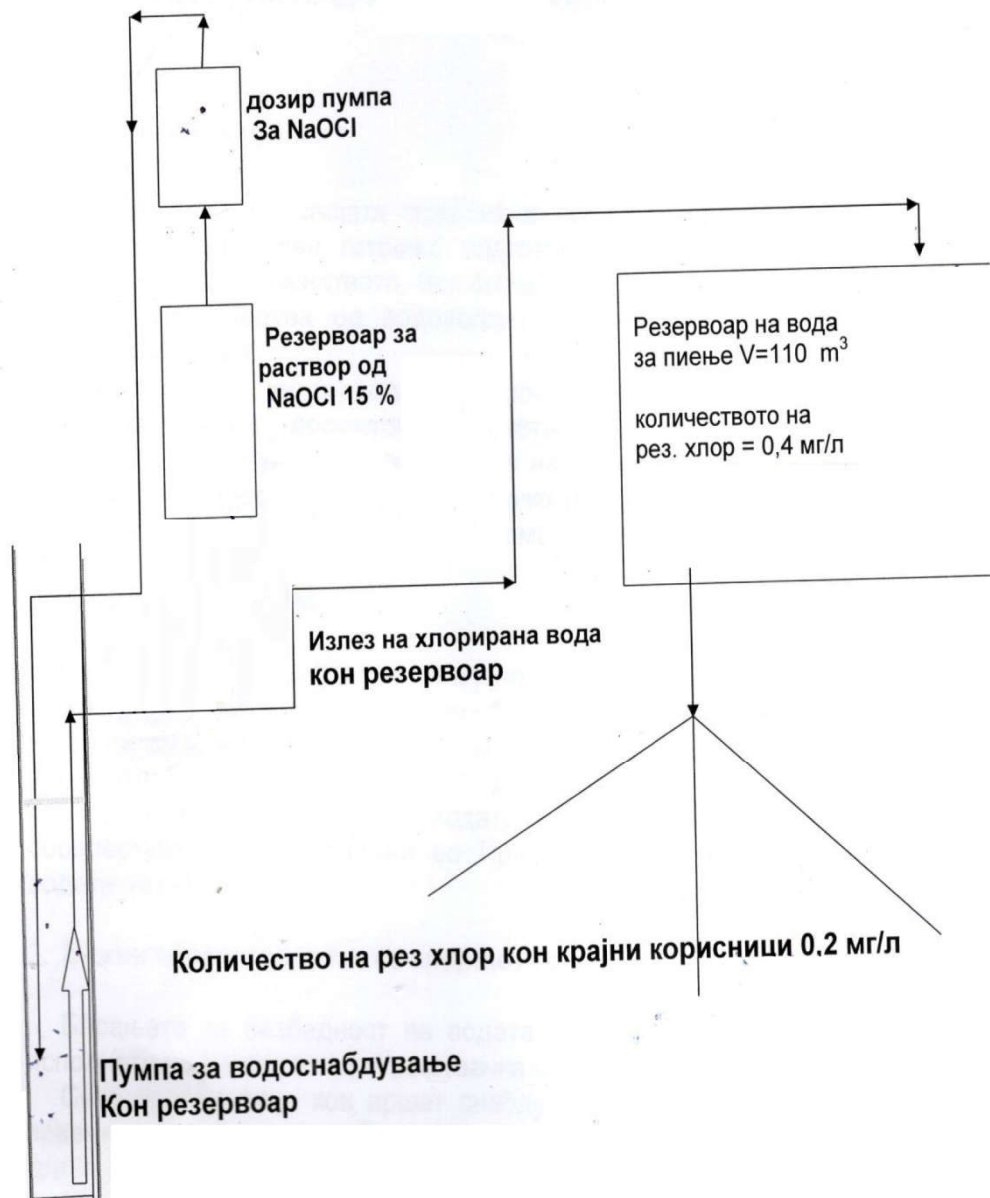 дозир пумпа
За NaOCl
Резервоар за
раствор од
NaOCl 15 %
Резервоар на вода
за пиење V=110 m³
количеството на
рез. хлор = 0,4 мг/л
Излез на хлорирана вода
кон резервоар
Количество на рез хлор кон крајни корисници 0.2 мг/л
Пумпа за водоснабдување
Кон резервоар